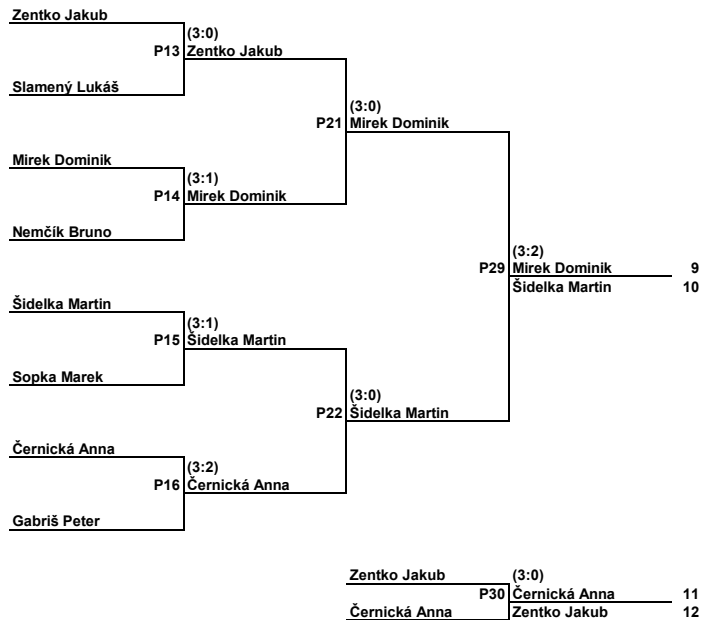 Zentko Jakub
(3:0)
P13 Zentko Jakub
Slamený Lukáš
(3:0)
P21 Mirek Dominik
Mirek Dominik
(3:1)
P14 Mirek Dominik
Nemčík Bruno
(3:2)
P29 Mirek Dominik 9
Šidelka Martin 10
Šidelka Martin
(3:1)
P15 Šidelka Martin
Sopka Marek
(3:0)
P22 Šidelka Martin
Černická Anna
(3:2)
P16 Černická Anna
Gabriš Peter
Zentko Jakub (3:0)
P30 Černická Anna 11
Černická Anna Zentko Jakub 12